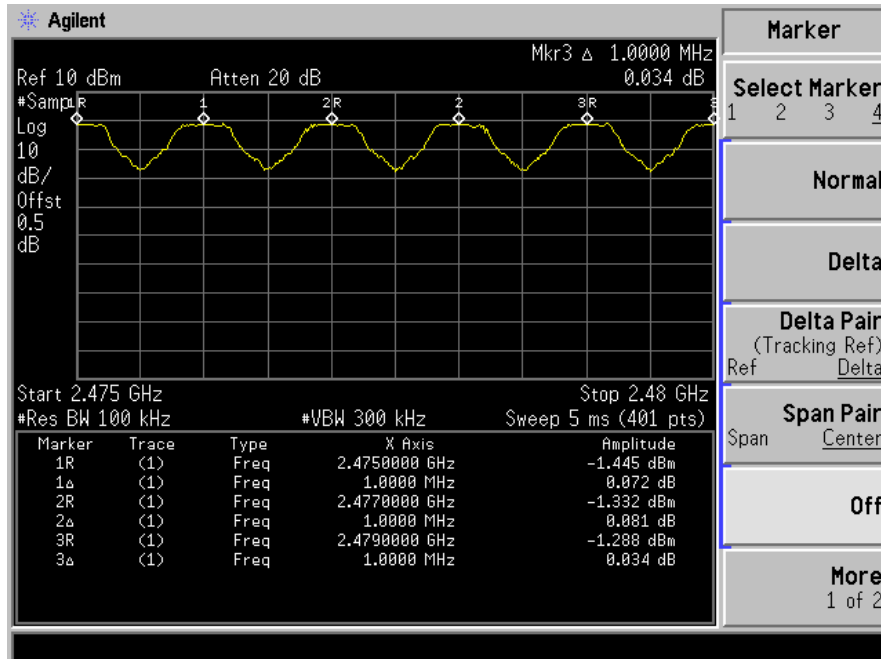 Agilent
Mkr3 Δ 1.0000 MHz
Ref 10 dBm Atten 20 dB 0.034 dB
#Samp
1R 1 2R 2 3R
Log
10
dB/
Offst
0.5
dB
Start 2.475 GHz Stop 2.48 GHz
#Res BW 100 kHz #VBW 300 kHz Sweep 5 ms (401 pts)
Marker Trace Type X Axis Amplitude
1R (1) Freq 2.4750000 GHz -1.445 dBm
1Δ (1) Freq 1.0000 MHz 0.072 dB
2R (1) Freq 2.4770000 GHz -1.332 dBm
2Δ (1) Freq 1.0000 MHz 0.081 dB
3R (1) Freq 2.4790000 GHz -1.288 dBm
3Δ (1) Freq 1.0000 MHz 0.034 dB
Marker
Select Marker
1 2 3 4
Normal
Delta
Delta Pair
(Tracking Ref)
Ref Delta
Span Pair
Span Center
Off
More
1 of 2